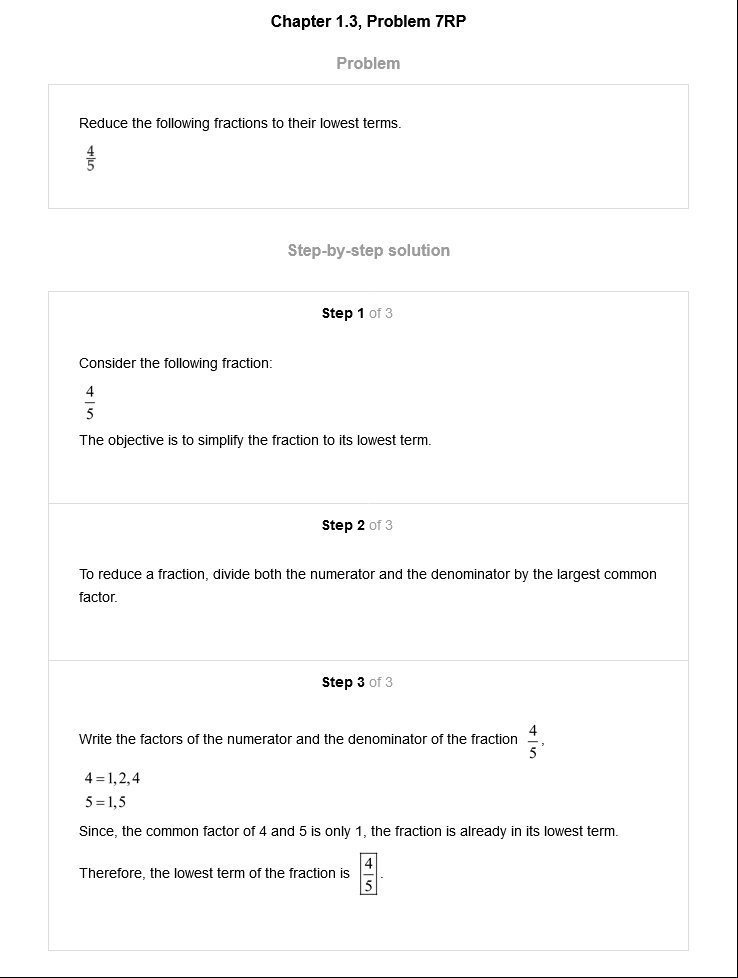 Chapter 1.3, Problem 7RP
Problem
Reduce the following fractions to their lowest terms.
4
5
Step-by-step solution
Step 1 of 3
Consider the following fraction:
4
5
The objective is to simplify the fraction to its lowest term.
Step 2 of 3
To reduce a fraction, divide both the numerator and the denominator by the largest common
factor.
Step 3 of 3
Write the factors of the numerator and the denominator of the fraction 4/5,
4 = 1, 2, 4
5 = 1, 5
Since, the common factor of 4 and 5 is only 1, the fraction is already in its lowest term.
Therefore, the lowest term of the fraction is 4/5.